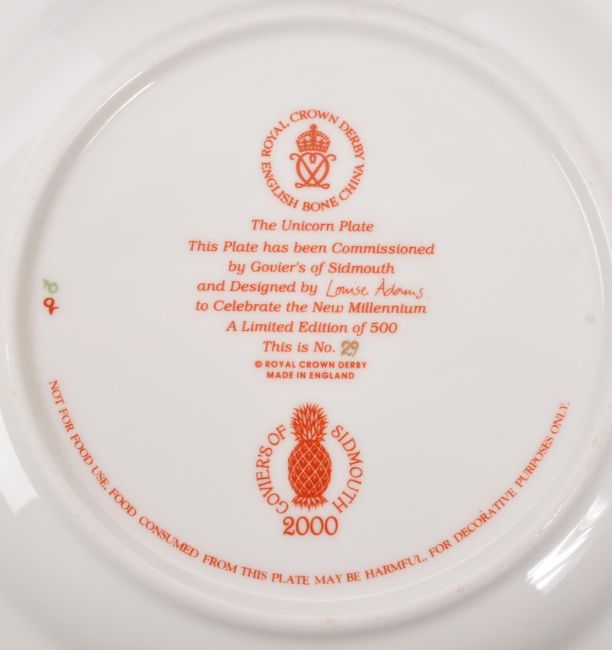 ROYAL CROWN DERBY
ENGLISH BONE CHINA
The Unicorn Plate
This Plate has been Commissioned
by Govier's of Sidmouth
and Designed by Louise Adams.
to Celebrate the New Millennium
A Limited Edition of 500
This is No. 29
© ROYAL CROWN DERBY
MADE IN ENGLAND
GOVIER'S OF SIDMOUTH
2000
NOT FOR FOOD USE. FOOD CONSUMED FROM THIS PLATE MAY BE HARMFUL. FOR DECORATIVE PURPOSES ONLY.